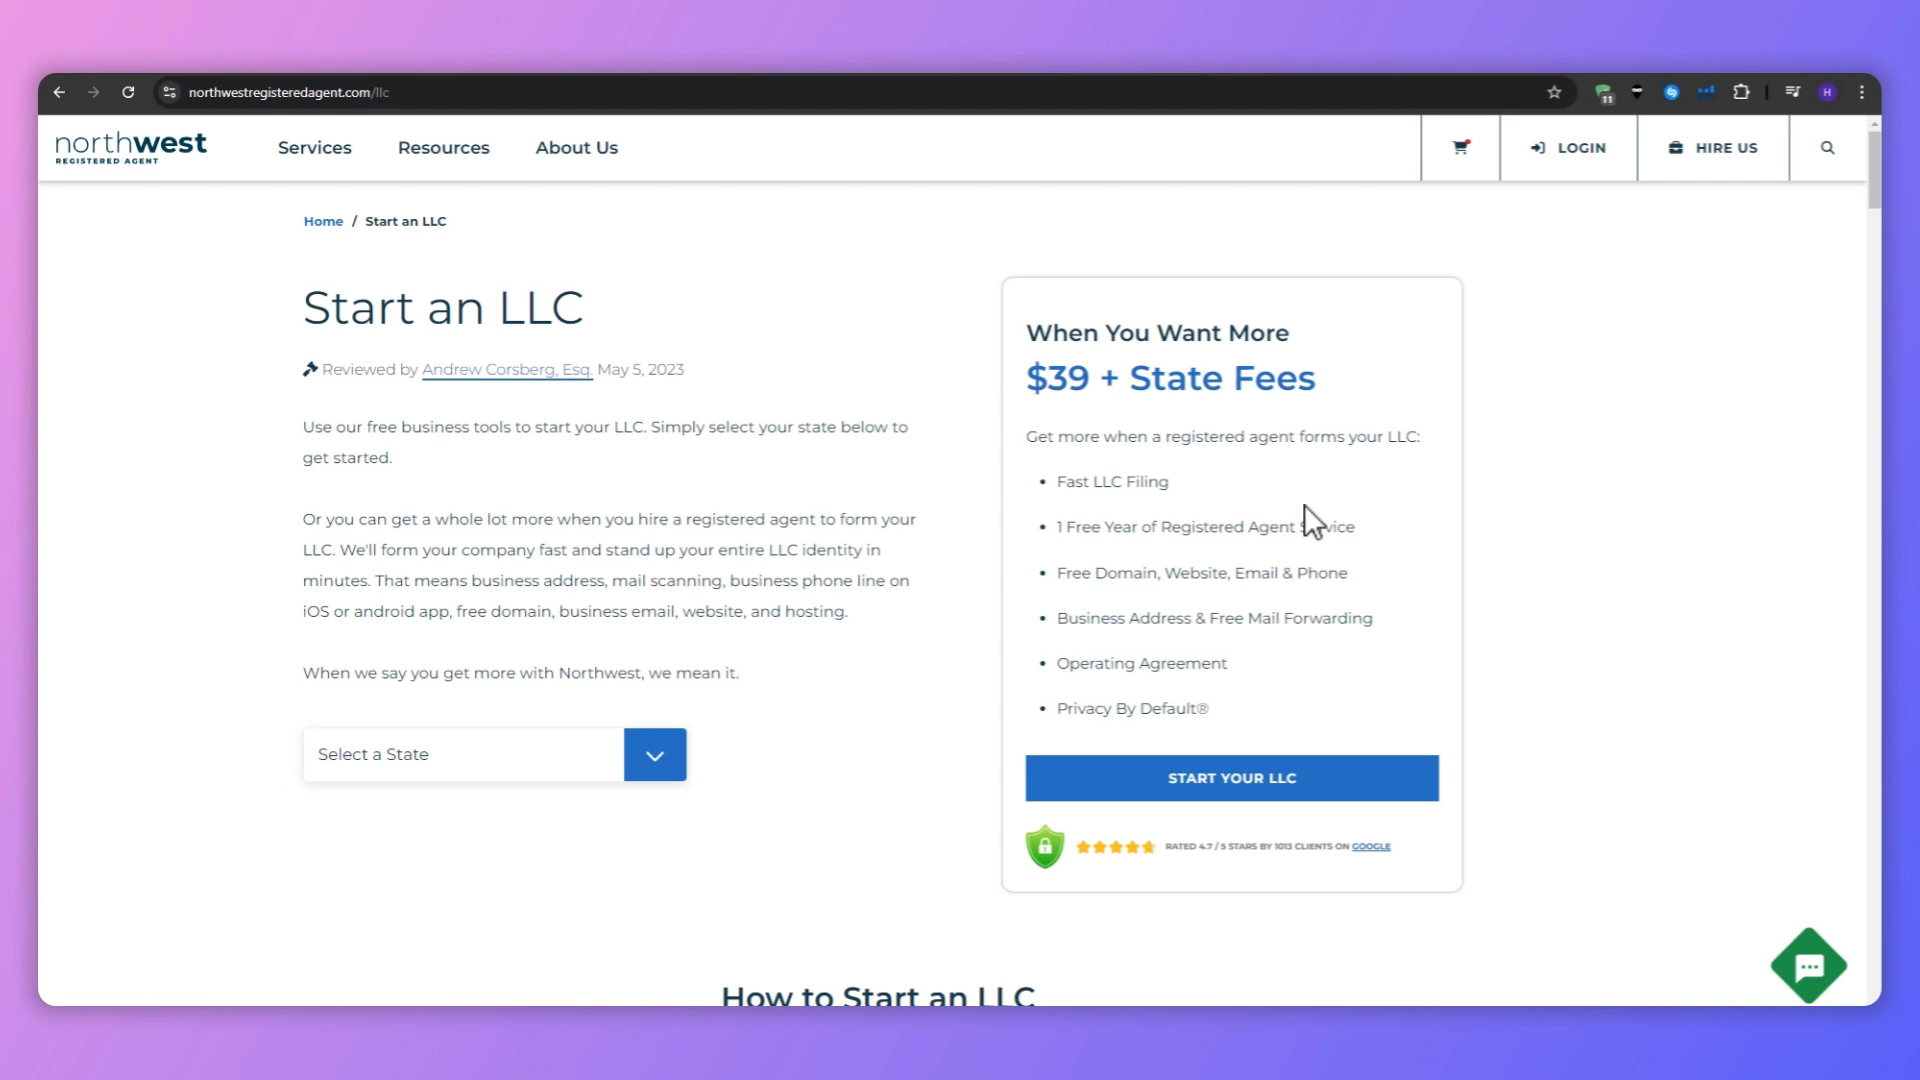 northwestregisteredagent.com/llc
11
H
northwest
REGISTERED AGENT
Services
Resources
About Us
LOGIN
HIRE US
Home / Start an LLC
Start an LLC
Reviewed by Andrew Corsberg, Esq. May 5, 2023
Use our free business tools to start your LLC. Simply select your state below to
get started.
Or you can get a whole lot more when you hire a registered agent to form your
LLC. We'll form your company fast and stand up your entire LLC identity in
minutes. That means business address, mail scanning, business phone line on
iOS or android app, free domain, business email, website, and hosting.
When we say you get more with Northwest, we mean it.
Select a State
When You Want More
$39 + State Fees
Get more when a registered agent forms your LLC:
• Fast LLC Filing
• 1 Free Year of Registered Agent Service
• Free Domain, Website, Email & Phone
• Business Address & Free Mail Forwarding
• Operating Agreement
• Privacy By Default®
START YOUR LLC
RATED 4.7 / 5 STARS BY 1013 CLIENTS ON GOOGLE
How to Start an LLC